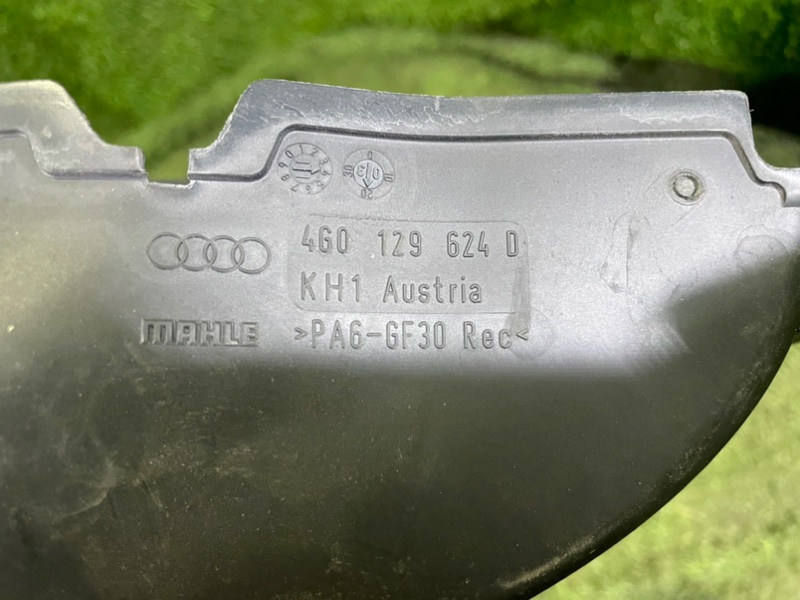 4G0 129 624 D
KH1 Austria
MAHLE >PA6-GF30 Rec<